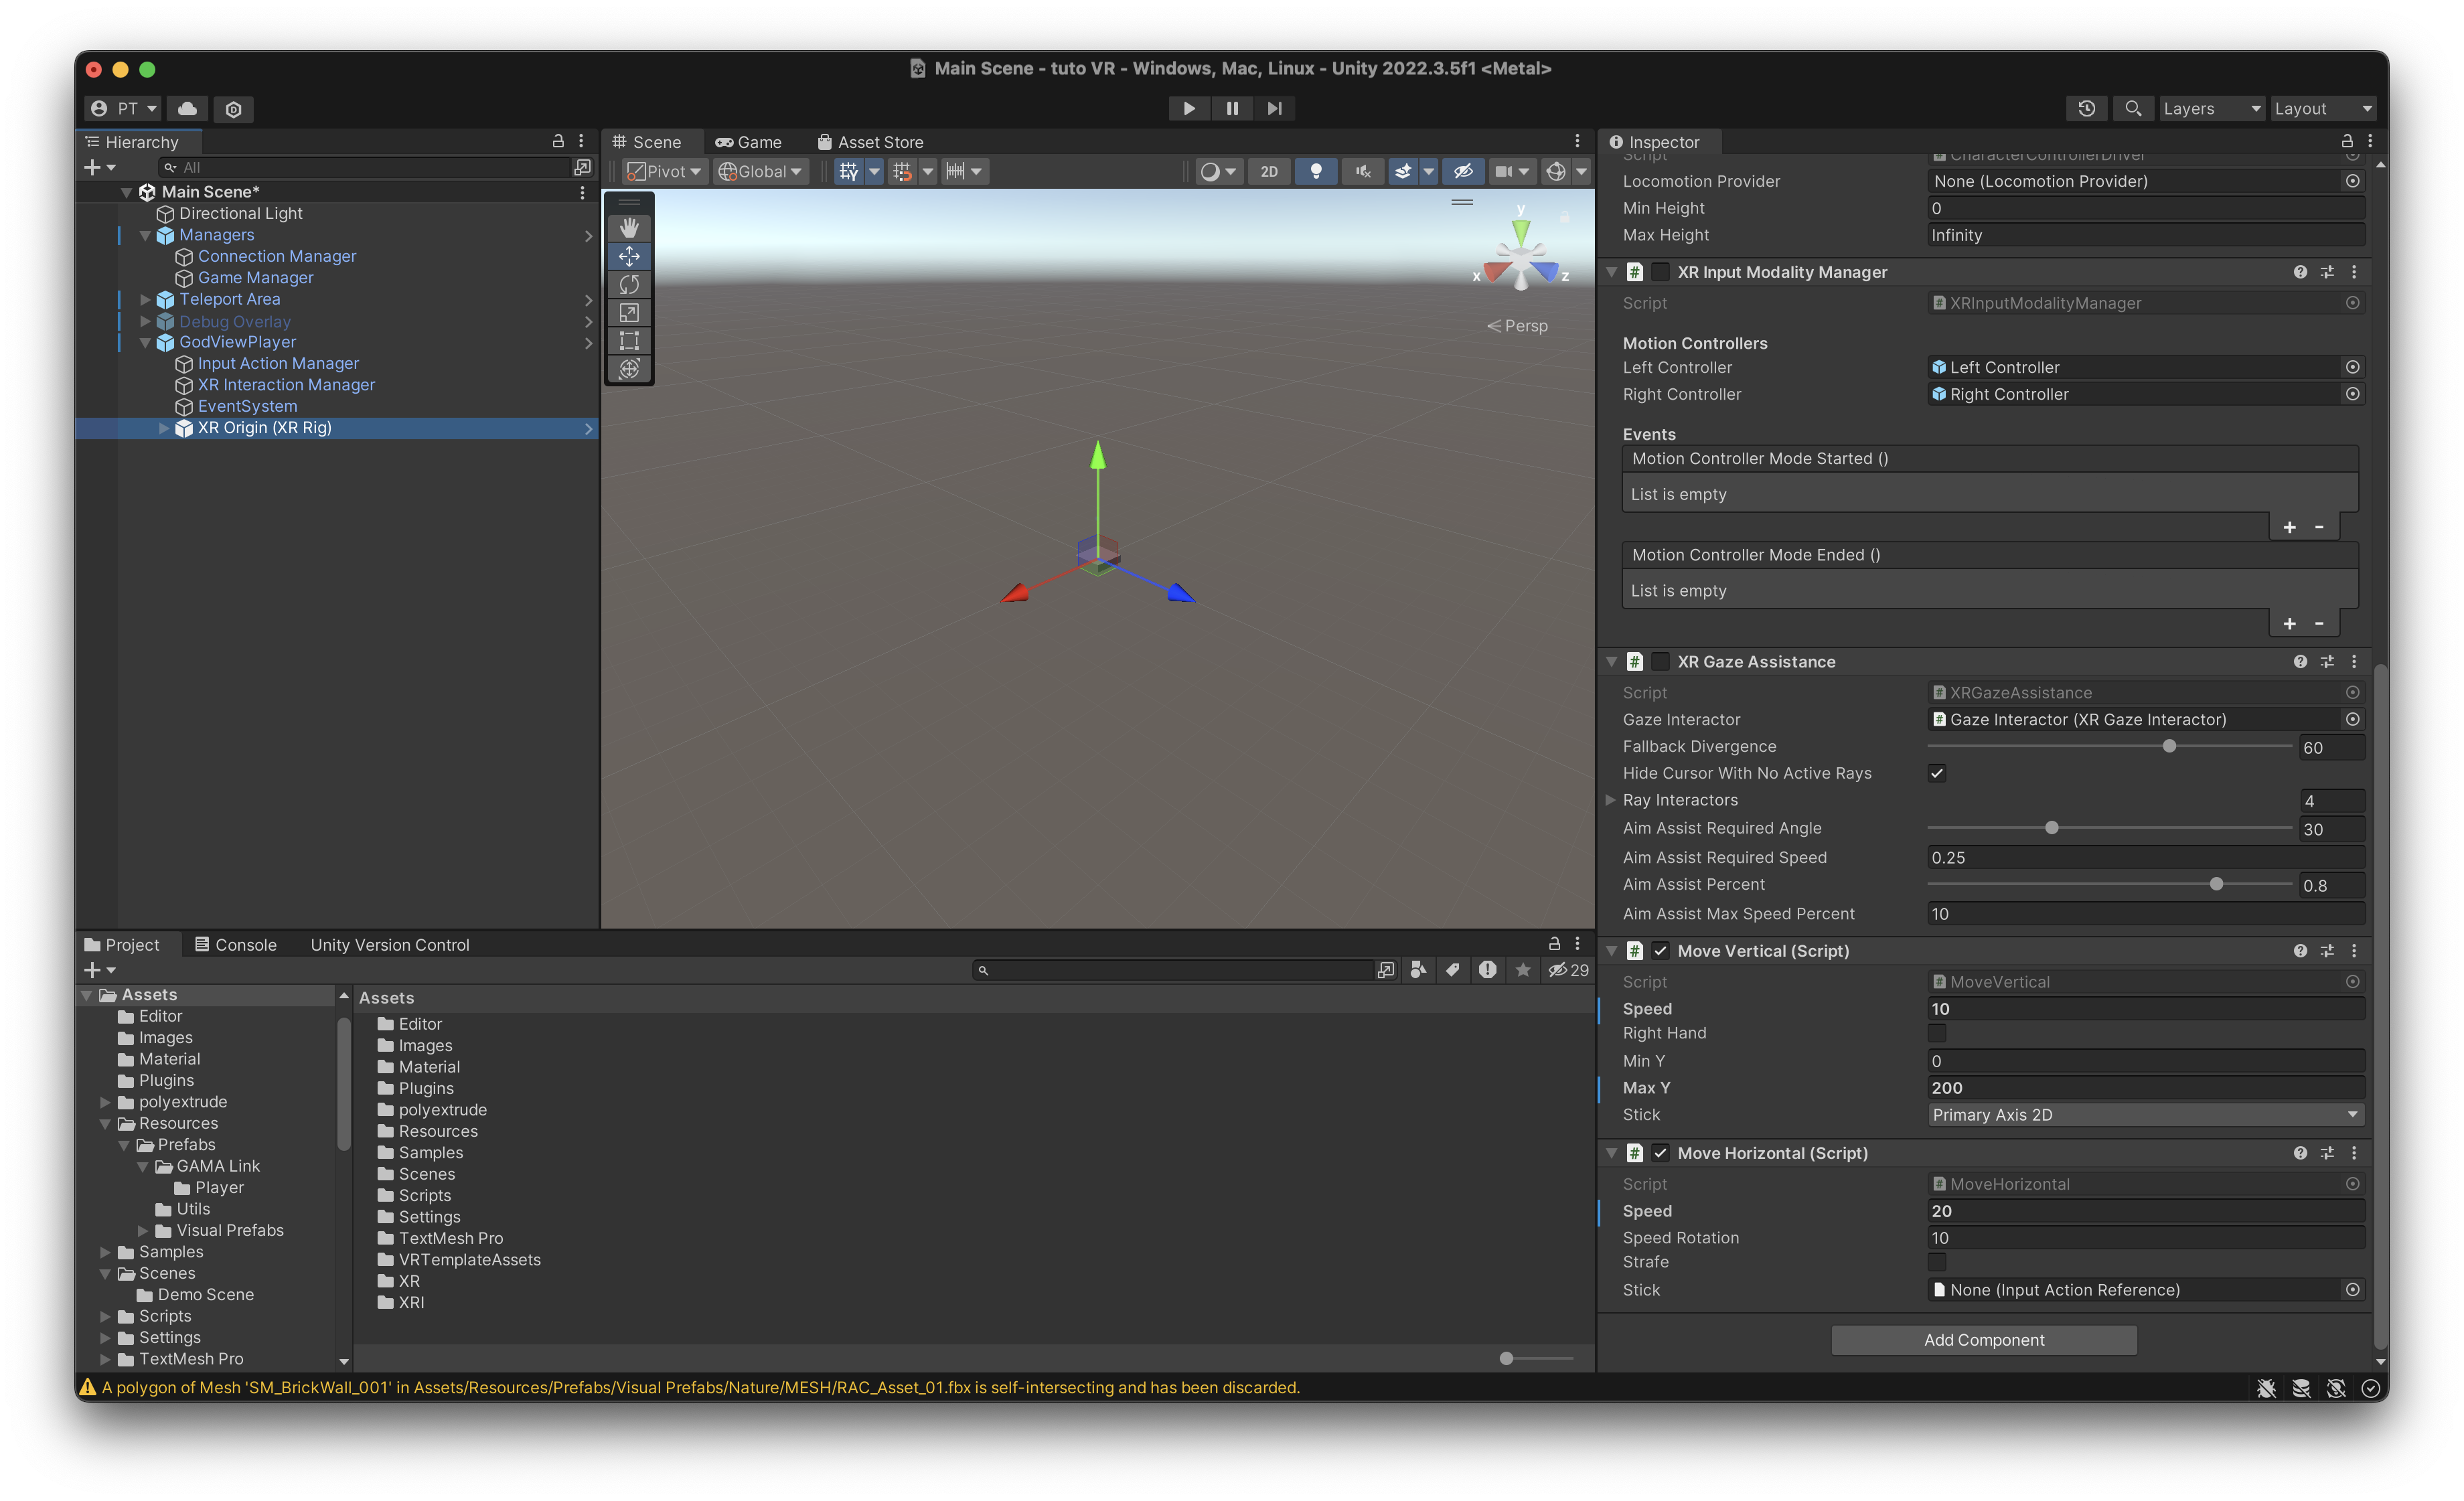 Main Scene - tuto VR - Windows, Mac, Linux - Unity 2022.3.5f1 <Metal>
PT
Layers
Layout
Hierarchy
All
Main Scene*
Directional Light
Managers
Connection Manager
Game Manager
Teleport Area
Debug Overlay
GodViewPlayer
Input Action Manager
XR Interaction Manager
EventSystem
XR Origin (XR Rig)
Scene
Game
Asset Store
Pivot
Global
2D
y
x
z
Persp
Inspector
Script CharacterControllerDriver
Locomotion Provider None (Locomotion Provider)
Min Height 0
Max Height Infinity
XR Input Modality Manager
Script XRInputModalityManager
Motion Controllers
Left Controller Left Controller
Right Controller Right Controller
Events
Motion Controller Mode Started ()
List is empty
+ -
Motion Controller Mode Ended ()
List is empty
+ -
XR Gaze Assistance
Script XRGazeAssistance
Gaze Interactor Gaze Interactor (XR Gaze Interactor)
Fallback Divergence 60
Hide Cursor With No Active Rays
Ray Interactors 4
Aim Assist Required Angle 30
Aim Assist Required Speed 0.25
Aim Assist Percent 0.8
Aim Assist Max Speed Percent 10
Move Vertical (Script)
Script MoveVertical
Speed 10
Right Hand
Min Y 0
Max Y 200
Stick Primary Axis 2D
Move Horizontal (Script)
Script MoveHorizontal
Speed 20
Speed Rotation 10
Strafe
Stick None (Input Action Reference)
Add Component
Project
Console
Unity Version Control
29
Assets
Editor
Images
Material
Plugins
polyextrude
Resources
Prefabs
GAMA Link
Player
Utils
Visual Prefabs
Samples
Scenes
Demo Scene
Scripts
Settings
TextMesh Pro
Assets
Editor
Images
Material
Plugins
polyextrude
Resources
Samples
Scenes
Scripts
Settings
TextMesh Pro
VRTemplateAssets
XR
XRI
A polygon of Mesh 'SM_BrickWall_001' in Assets/Resources/Prefabs/Visual Prefabs/Nature/MESH/RAC_Asset_01.fbx is self-intersecting and has been discarded.